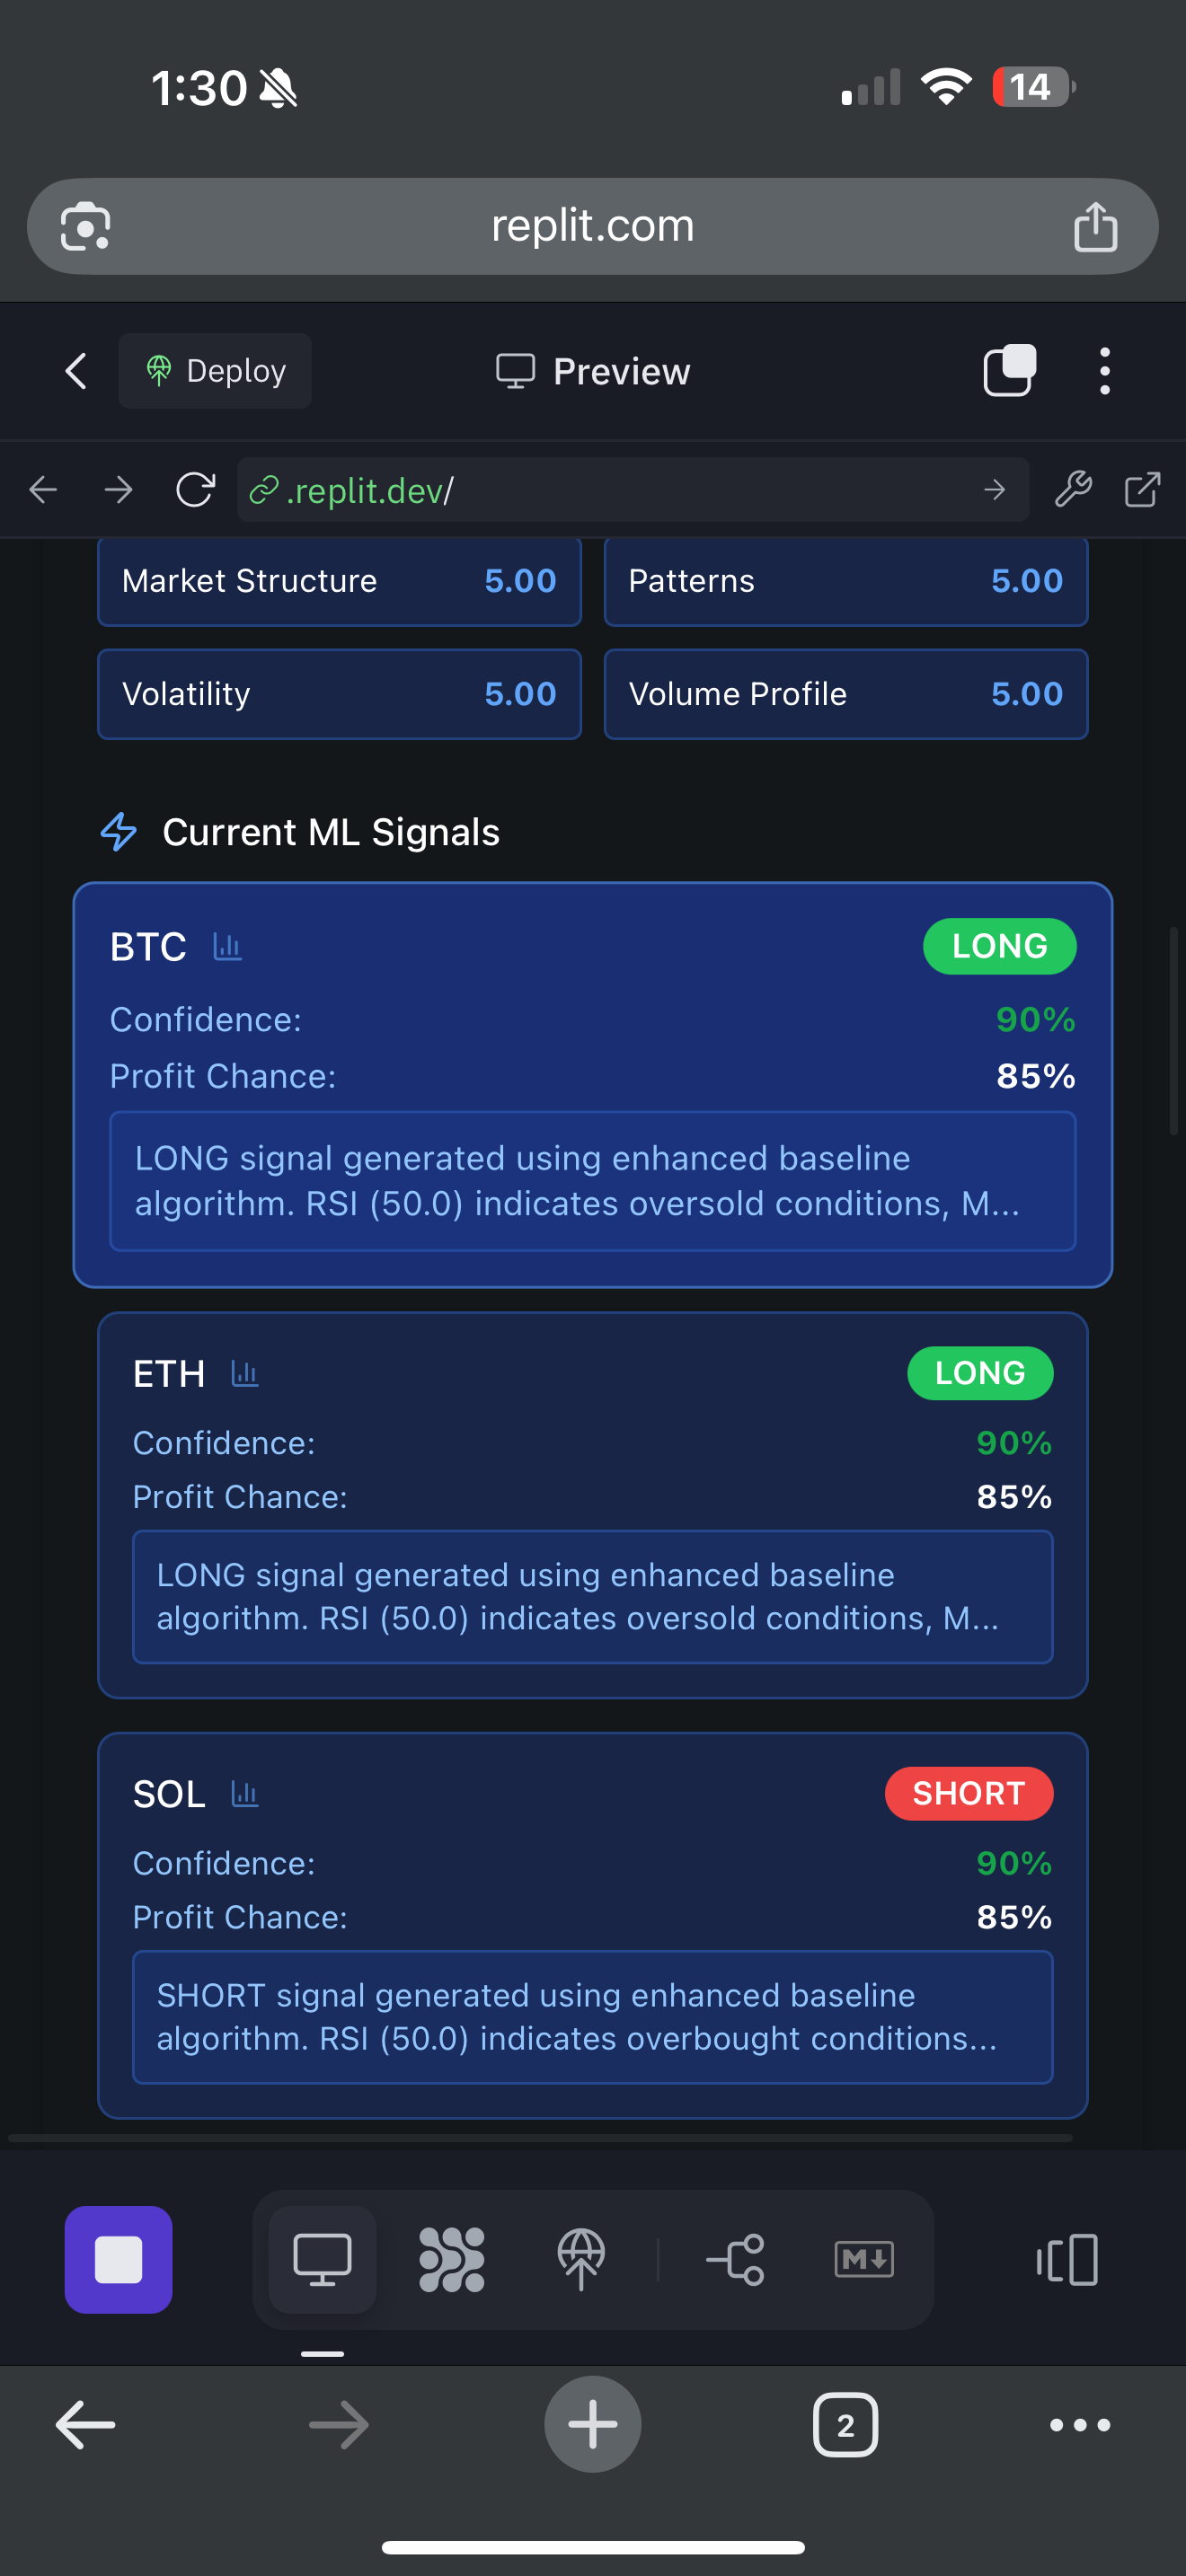 1:30
14
replit.com
Deploy
Preview
.replit.dev/
Market Structure 5.00
Patterns 5.00
Volatility 5.00
Volume Profile 5.00
Current ML Signals
BTC
LONG
Confidence: 90%
Profit Chance: 85%
LONG signal generated using enhanced baseline
algorithm. RSI (50.0) indicates oversold conditions, M...
ETH
LONG
Confidence: 90%
Profit Chance: 85%
LONG signal generated using enhanced baseline
algorithm. RSI (50.0) indicates oversold conditions, M...
SOL
SHORT
Confidence: 90%
Profit Chance: 85%
SHORT signal generated using enhanced baseline
algorithm. RSI (50.0) indicates overbought conditions...
M
2